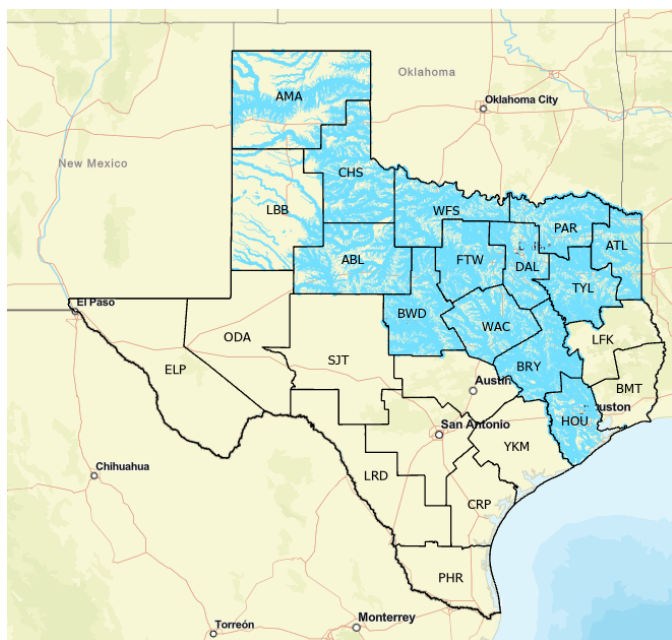 Oklahoma
AMA
Oklahoma City
New Mexico
CHS
LBB
WFS
PAR
ATL
FTW
DAL
ABL
TYL
El Paso
BWD
WAC
ODA
LFK
SJT
BRY
ELP
Austin
BMT
HOU
San Antonio
YKM
Chihuahua
LRD
CRP
PHR
Torreón
Monterrey